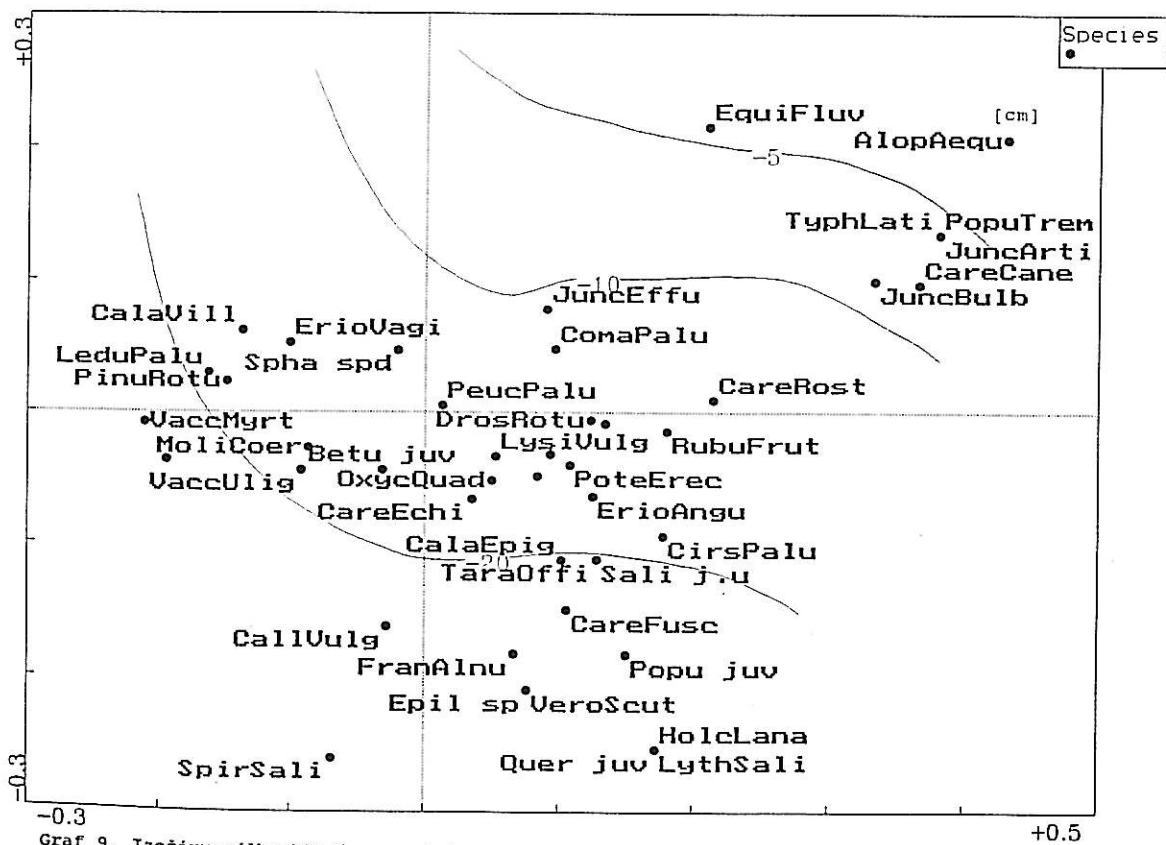 +0.3
Species
EquiFluv
[cm]
AlopAequ
-5
TyphLati PopuTrem
JuncArti
CareCane
-10
JuncEffu
JuncBulb
CalaVill
ErioVagi
ComaPalu
LeduPalu
Spha spd
PinuRotu
PeucPalu
CareRost
VaccMyrt
DrosRotu
MoliCoer
Betu juv
LysiVulg
RubuFrut
VaccUlig
OxycQuad
PoteErec
CareEchi
ErioAngu
CalaEpig
CirsPalu
-20
TaraOffi Sali j.u
CareFusc
CallVulg
FranAlnu
Popu juv
Epil sp VeroScut
HolcLana
SpirSali
Quer juv LythSali
-0.3
-0.3
+0.5
Graf 9.